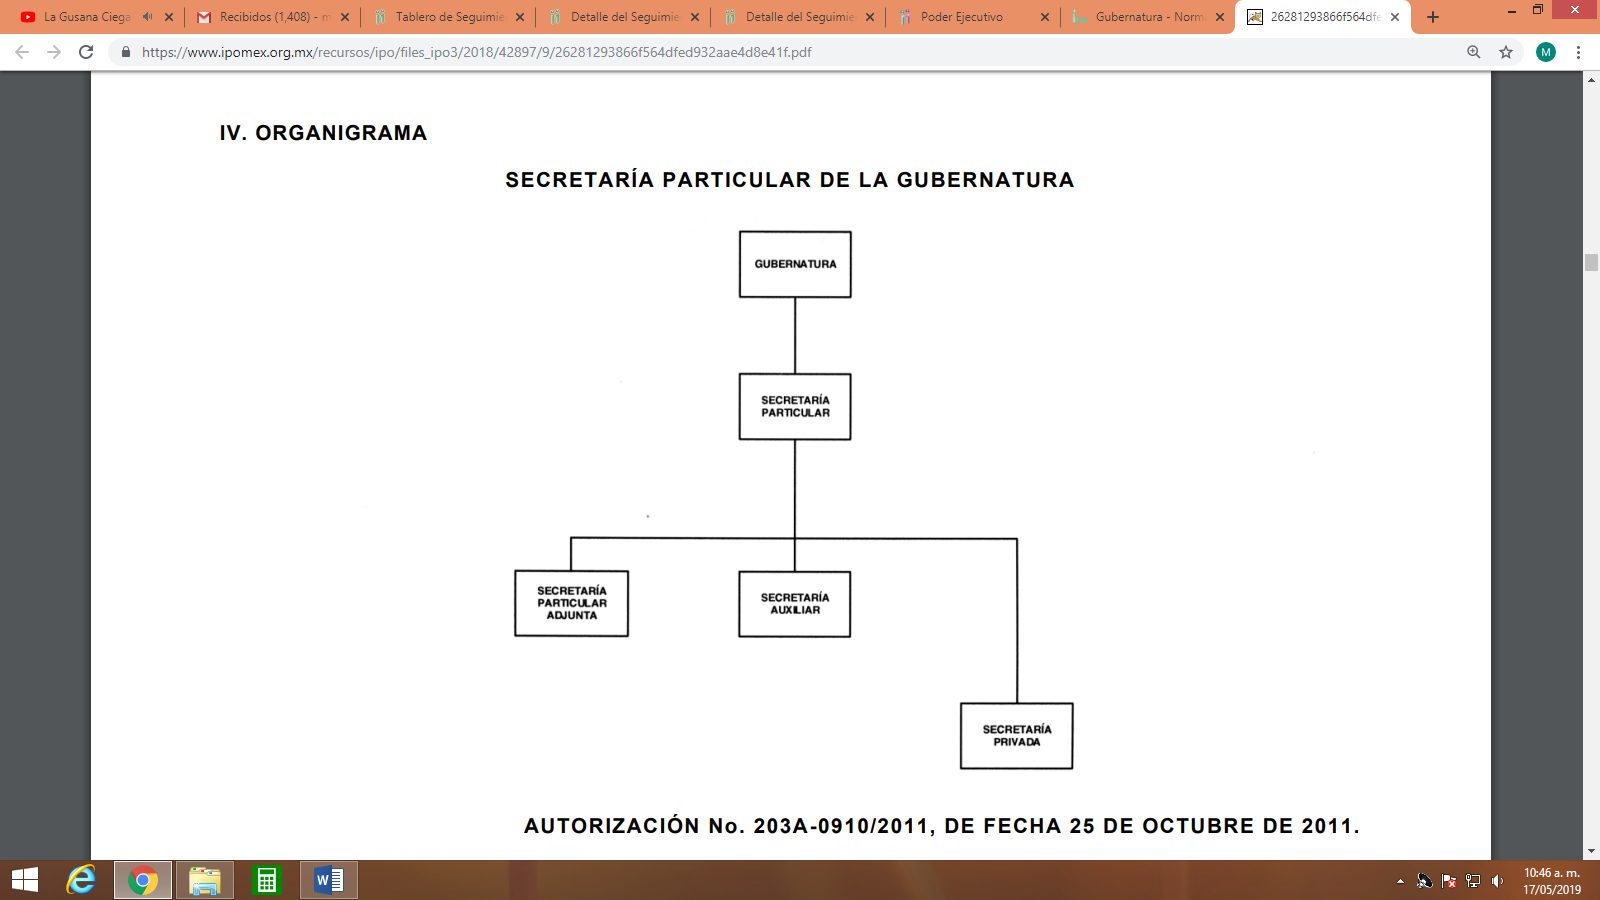 La Gusana Ciega
Recibidos (1,408) - m
Tablero de Seguimie
Detalle del Seguimie
Detalle del Seguimie
Poder Ejecutivo
Gubernatura - Norm
26281293866f564dfe
https://www.ipomex.org.mx/recursos/ipo/files_ipo3/2018/42897/9/26281293866f564dfed932aae4d8e41f.pdf
M
IV. ORGANIGRAMA
SECRETARÍA PARTICULAR DE LA GUBERNATURA
GUBERNATURA
SECRETARÍA
PARTICULAR
SECRETARÍA
PARTICULAR
ADJUNTA
SECRETARÍA
AUXILIAR
SECRETARÍA
PRIVADA
AUTORIZACIÓN No. 203A-0910/2011, DE FECHA 25 DE OCTUBRE DE 2011.
10:46 a. m.
17/05/2019